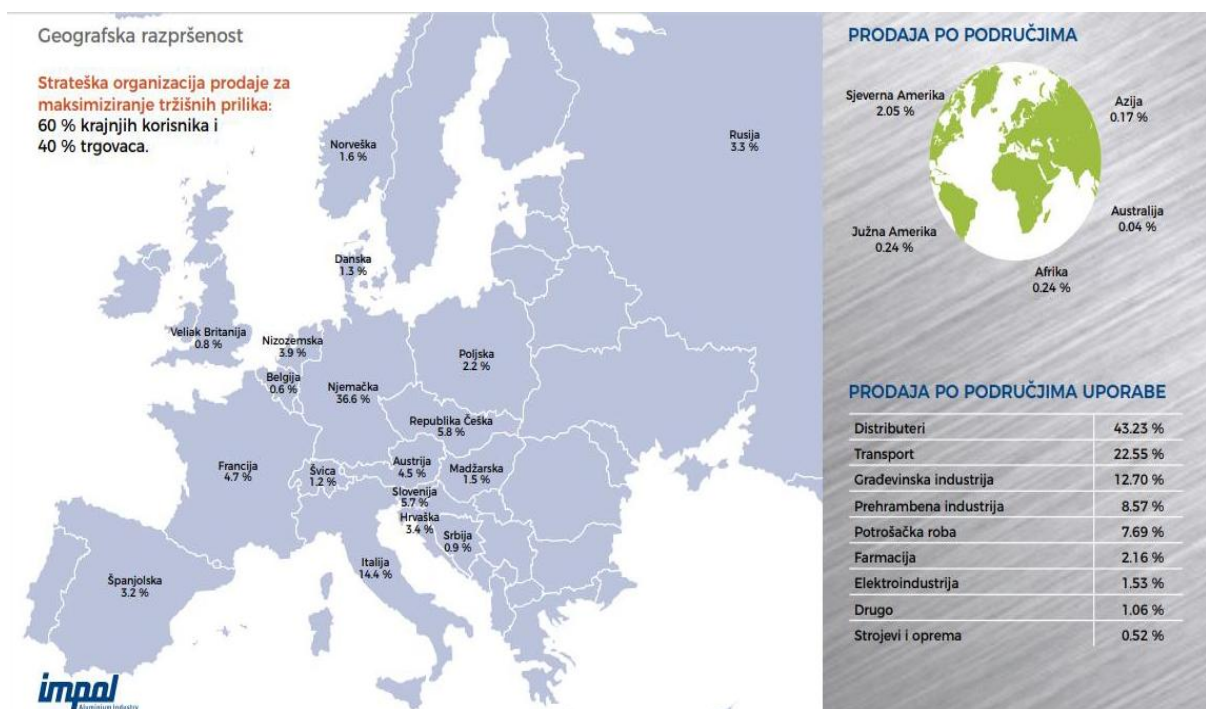 Geografska razpršenost
Strateška organizacija prodaje za
maksimiziranje tržišnih prilika:
60 % krajnjih korisnika i
40 % trgovaca.
Norveška
1.6 %
Rusija
3.3 %
Danska
1.3 %
Veliak Britanija
0.8 %
Nizozemska
3.9 %
Belgija
0.6 %
Njemačka
36.6 %
Poljska
2.2 %
Republika Češka
5.8 %
Francija
4.7 %
Švica
1.2 %
Austrija
4.5 %
Madžarska
1.5 %
Slovenija
5.7 %
Hrvaška
3.4 %
Srbija
0.9 %
Italija
14.4 %
Španjolska
3.2 %
impol
Aluminium Industry
PRODAJA PO PODRUČJIMA
Sjeverna Amerika
2.05 %
Azija
0.17 %
Južna Amerika
0.24 %
Australija
0.04 %
Afrika
0.24 %
PRODAJA PO PODRUČJIMA UPORABE
Distributeri 43.23 %
Transport 22.55 %
Građevinska industrija 12.70 %
Prehrambena industrija 8.57 %
Potrošačka roba 7.69 %
Farmacija 2.16 %
Elektroindustrija 1.53 %
Drugo 1.06 %
Strojevi i oprema 0.52 %